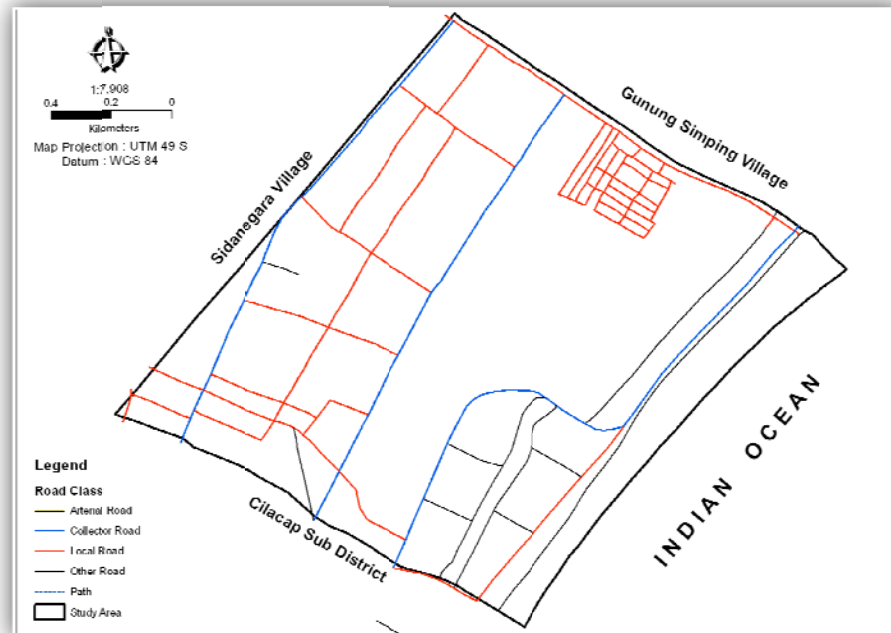 1:7.908
0.4 0.2 0
Kilometers
Map Projection : UTM 49 S
Datum : WGS 84
Gunung Simping Village
Sidanegara Village
INDIAN OCEAN
Cilacap Sub District
Legend
Road Class
Arterial Road
Collector Road
Local Road
Other Road
Path
Study Area